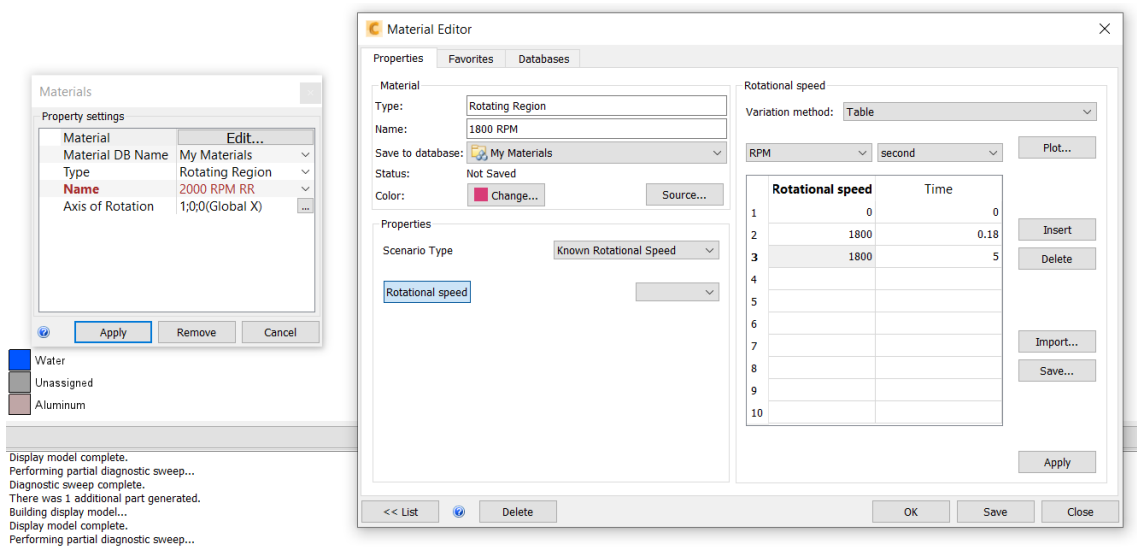 Materials
Property settings
Material Edit...
Material DB Name My Materials
Type Rotating Region
Name 2000 RPM RR
Axis of Rotation 1;0;0(Global X) ...
Apply Remove Cancel
Water
Unassigned
Aluminum
Display model complete.
Performing partial diagnostic sweep...
Diagnostic sweep complete.
There was 1 additional part generated.
Building display model...
Display model complete.
Performing partial diagnostic sweep...
C Material Editor
Properties Favorites Databases
Material
Type: Rotating Region
Name: 1800 RPM
Save to database: My Materials
Status: Not Saved
Color: Change... Source...
Properties
Scenario Type Known Rotational Speed
Rotational speed
Rotational speed
Variation method: Table
RPM second Plot...
Rotational speed Time
1 0 0
2 1800 0.18
3 1800 5
4
5
6
7
8
9
10
Insert
Delete
Import...
Save...
Apply
<< List Delete OK Save Close